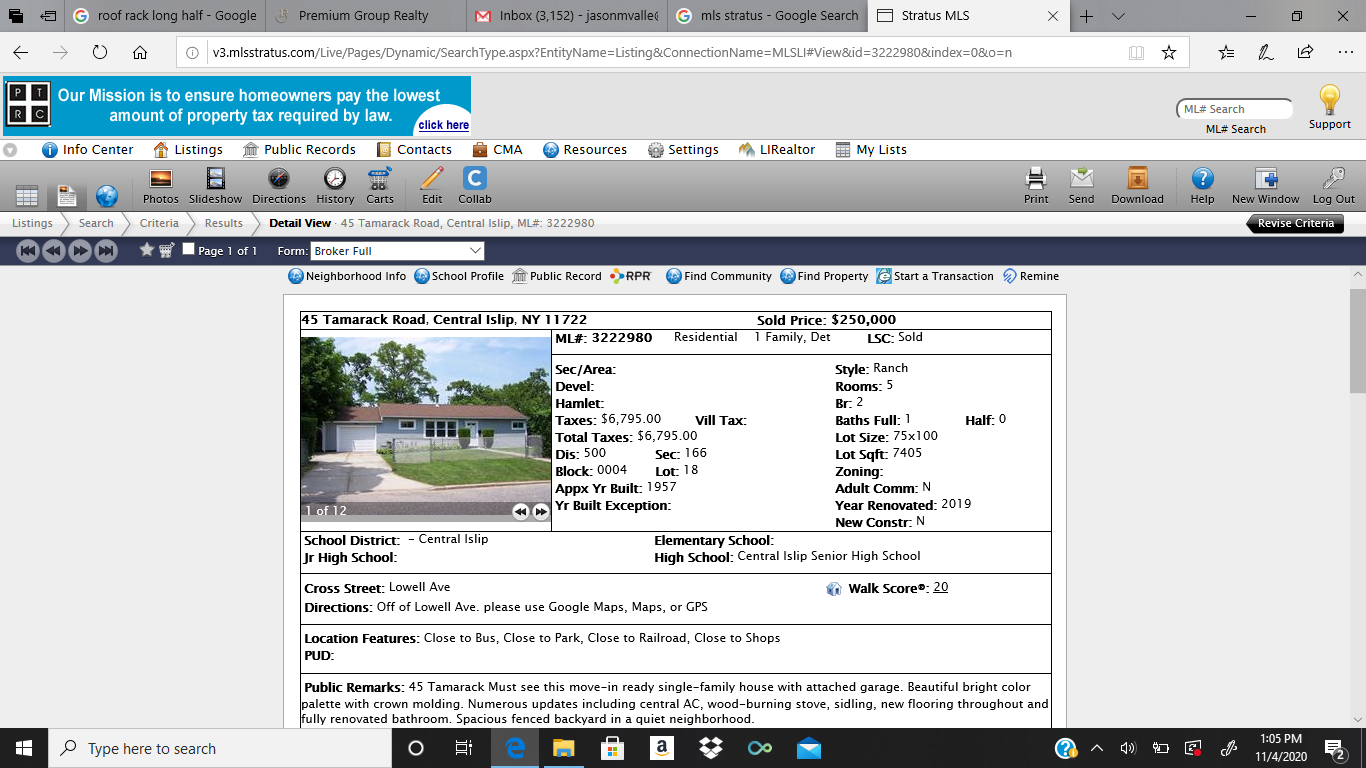 roof rack long half - Google
Premium Group Realty
Inbox (3,152) - jasonmvalle
mls status - Google Search
Stratus MLS
v3.mlsstratus.com/Live/Pages/Dynamic/SearchType.aspx?EntityName=Listing&ConnectionName=MLSLI#View&id=3222980&index=0&o=n
P T R C
Our Mission is to ensure homeowners pay the lowest
amount of property tax required by law.
click here
ML# Search
ML# Search
Support
Info Center Listings Public Records Contacts CMA Resources Settings LIRealtor My Lists
Photos Slideshow Directions History Carts Edit Collab Print Send Download Help New Window Log Out
Listings Search Criteria Results Detail View · 45 Tamarack Road, Central Islip, ML#: 3222980 Revise Criteria
Page 1 of 1 Form: Broker Full
Neighborhood Info School Profile Public Record RPR Find Community Find Property Start a Transaction Remine
45 Tamarack Road, Central Islip, NY 11722 Sold Price: $250,000
ML#: 3222980 Residential 1 Family, Det LSC: Sold
Sec/Area: Style: Ranch
Devel: Rooms: 5
Hamlet: Br: 2
Taxes: $6,795.00 Vill Tax: Baths Full: 1 Half: 0
Total Taxes: $6,795.00 Lot Size: 75x100
Dis: 500 Sec: 166 Lot Sqft: 7405
Block: 0004 Lot: 18 Zoning:
Appx Yr Built: 1957 Adult Comm: N
Yr Built Exception: Year Renovated: 2019
New Constr: N
1 of 12
School District: - Central Islip Elementary School:
Jr High School: High School: Central Islip Senior High School
Cross Street: Lowell Ave Walk Score®: 20
Directions: Off of Lowell Ave. please use Google Maps, Maps, or GPS
Location Features: Close to Bus, Close to Park, Close to Railroad, Close to Shops
PUD:
Public Remarks: 45 Tamarack Must see this move-in ready single-family house with attached garage. Beautiful bright color
palette with crown molding. Numerous updates including central AC, wood-burning stove, sidling, new flooring throughout and
fully renovated bathroom. Spacious fenced backyard in a quiet neighborhood.
Type here to search
1:05 PM
11/4/2020
2